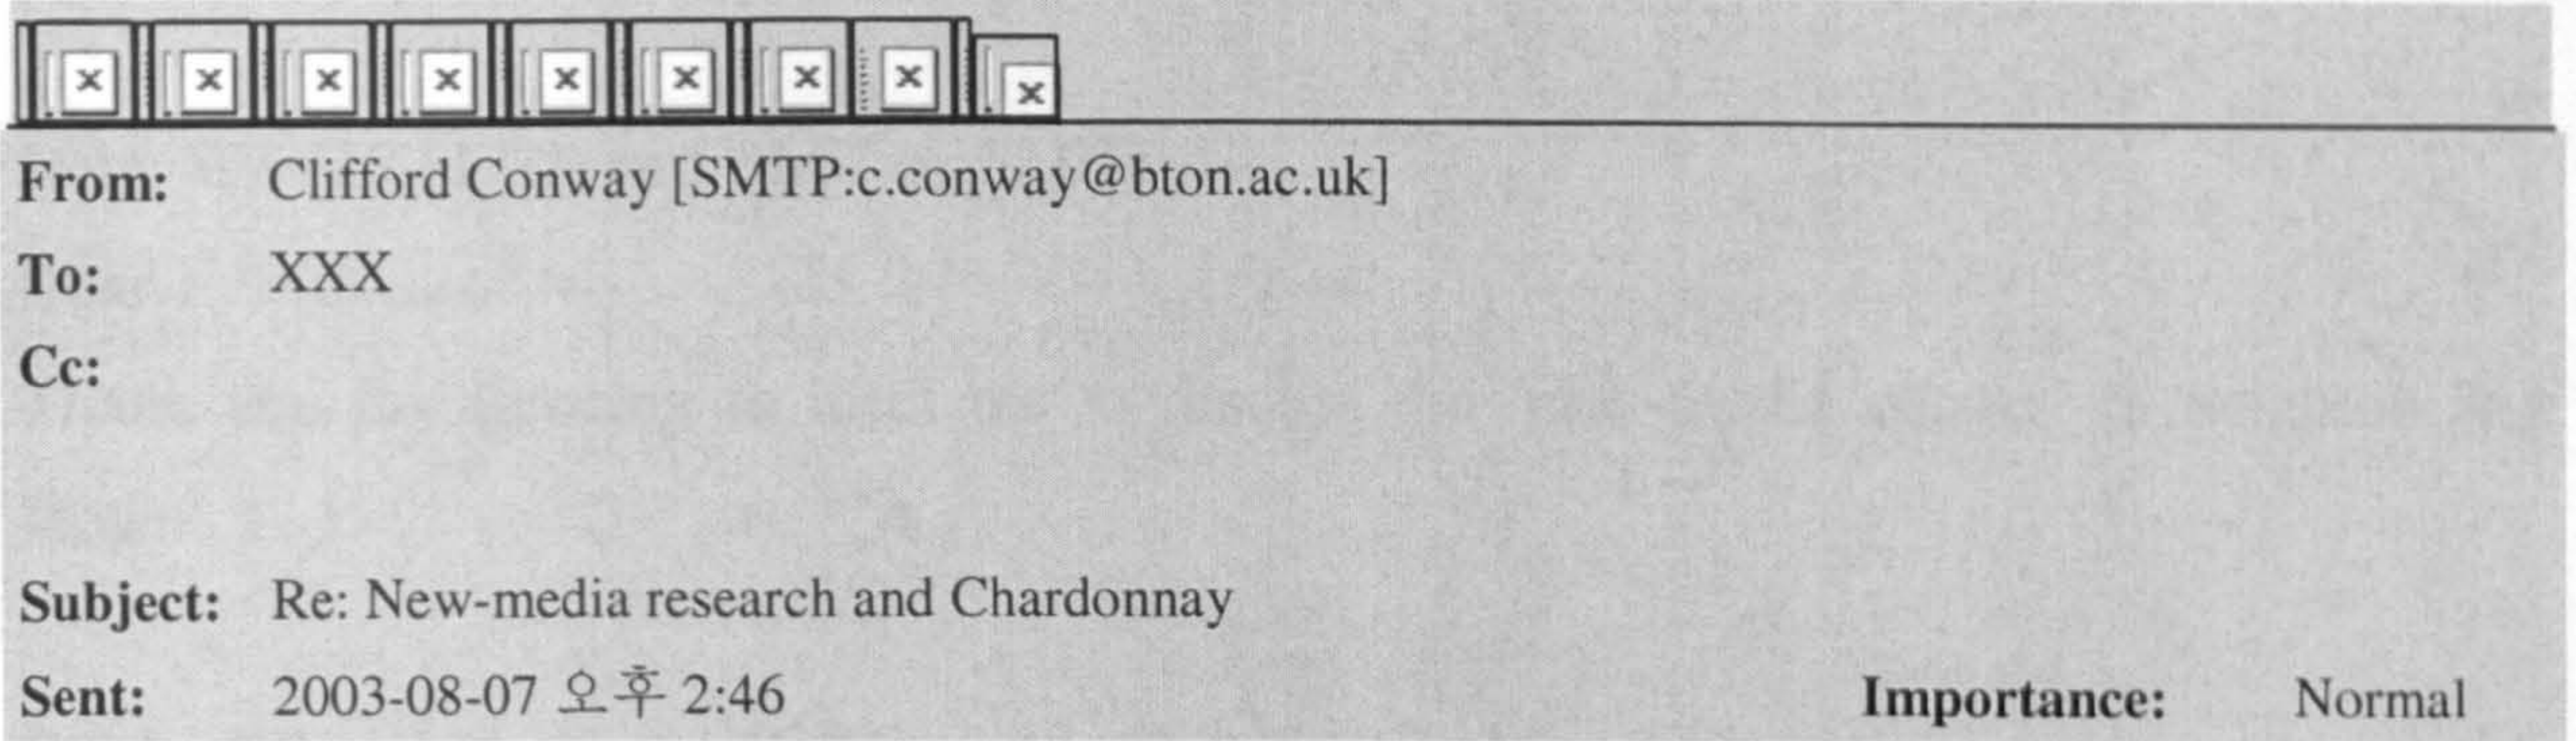 From: Clifford Conway [SMTP:c.conway@bton.ac.uk]
To: XXX
Cc:
Subject: Re: New-media research and Chardonnay
Sent: 2003-08-07 오후 2:46 Importance: Normal